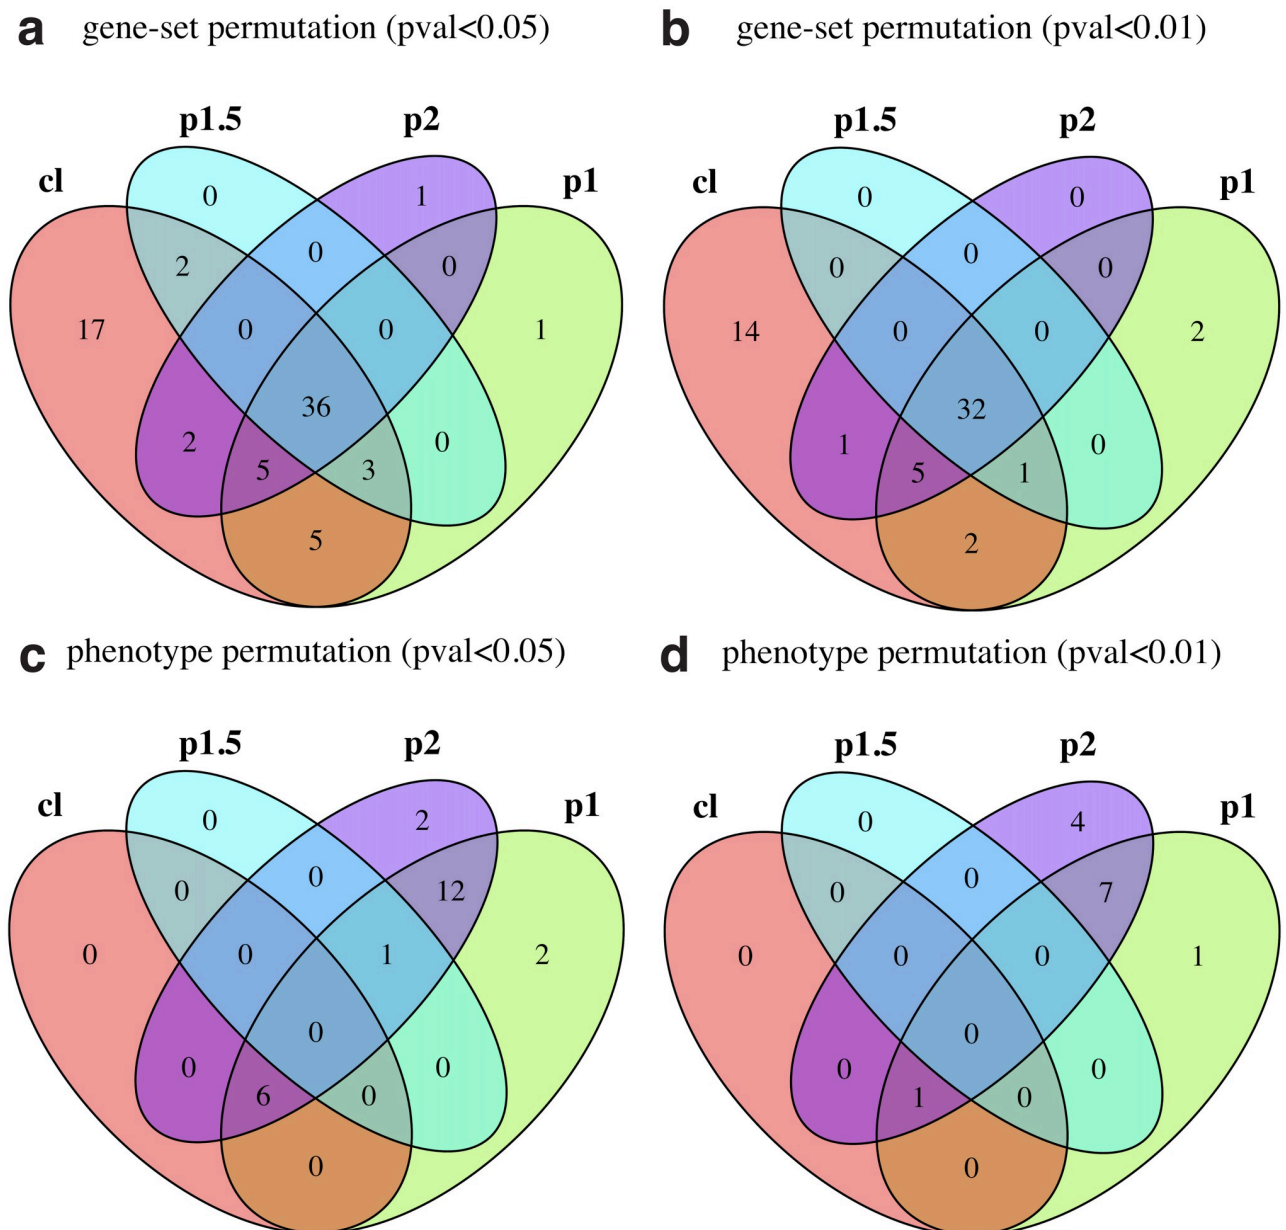 a gene-set permutation (pval<0.05)
b gene-set permutation (pval<0.01)
p1.5 p2
cl p1
0 1
2 0 0
17 0 0 1
36
2 5 3 0
5
p1.5 p2
cl p1
0 0
0 0 0
14 0 0 2
32
1 5 1 0
2
c phenotype permutation (pval<0.05)
d phenotype permutation (pval<0.01)
p1.5 p2
cl p1
0 2
0 0 12
0 0 1 2
0
0 6 0 0
0
p1.5 p2
cl p1
0 4
0 0 7
0 0 0 1
0
0 1 0 0
0